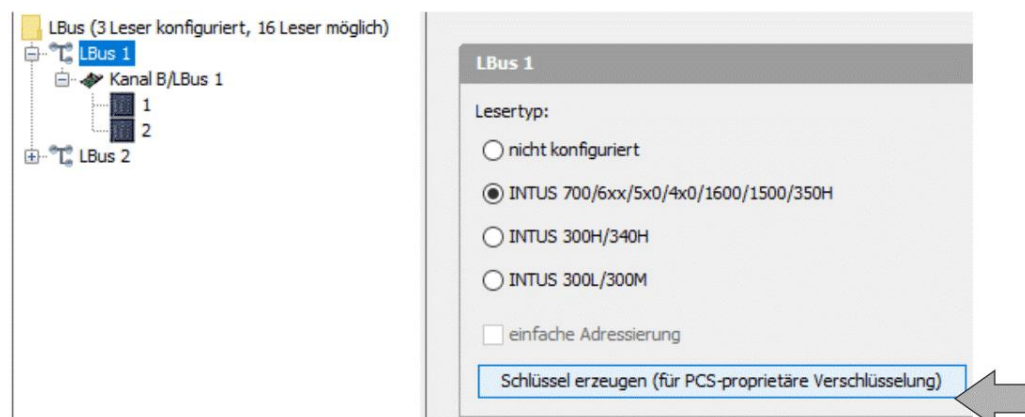 LBus (3 Leser konfiguriert, 16 Leser möglich)
LBus 1
Kanal B/LBus 1
1
2
LBus 2
LBus 1
Lesertyp:
nicht konfiguriert
INTUS 700/6xx/5x0/4x0/1600/1500/350H
INTUS 300H/340H
INTUS 300L/300M
einfache Adressierung
Schlüssel erzeugen (für PCS-proprietäre Verschlüsselung)